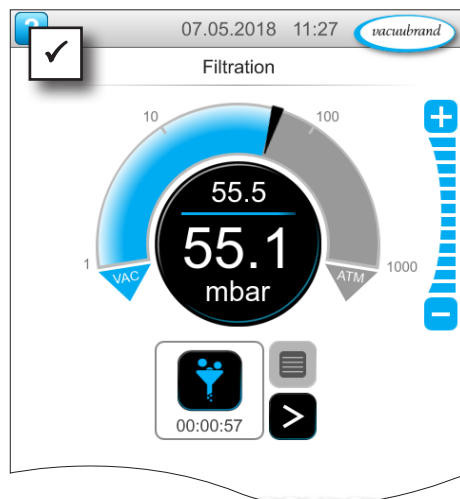 ?
✓
07.05.2018 11:27 vacuubrand
Filtration
10
100
+
55.5
55.1
mbar
1
VAC
ATM
1000
−
00:00:57
>